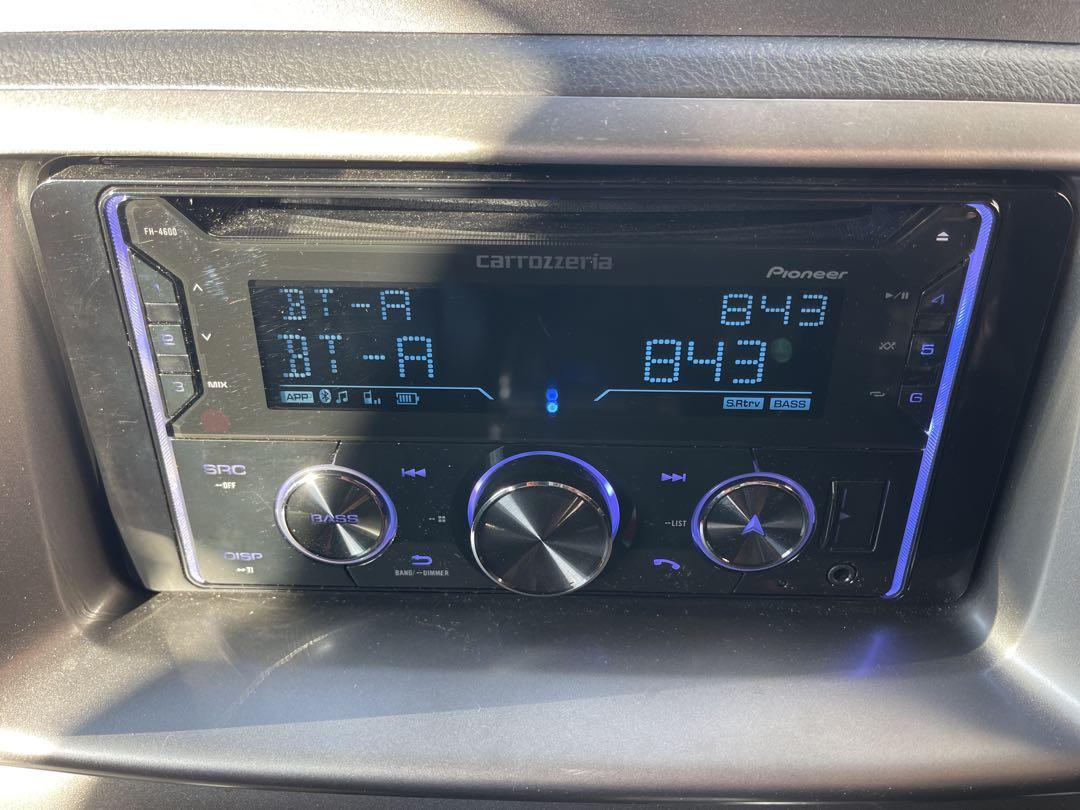 FH-4600
carrozzeria
Pioneer
BT-A 843
BT-A 843
APP S.Rtrv BASS
1
2
3
MIX
4
5
6
SRC
OFF
BASS
DISP
BAND/ DIMMER
LIST